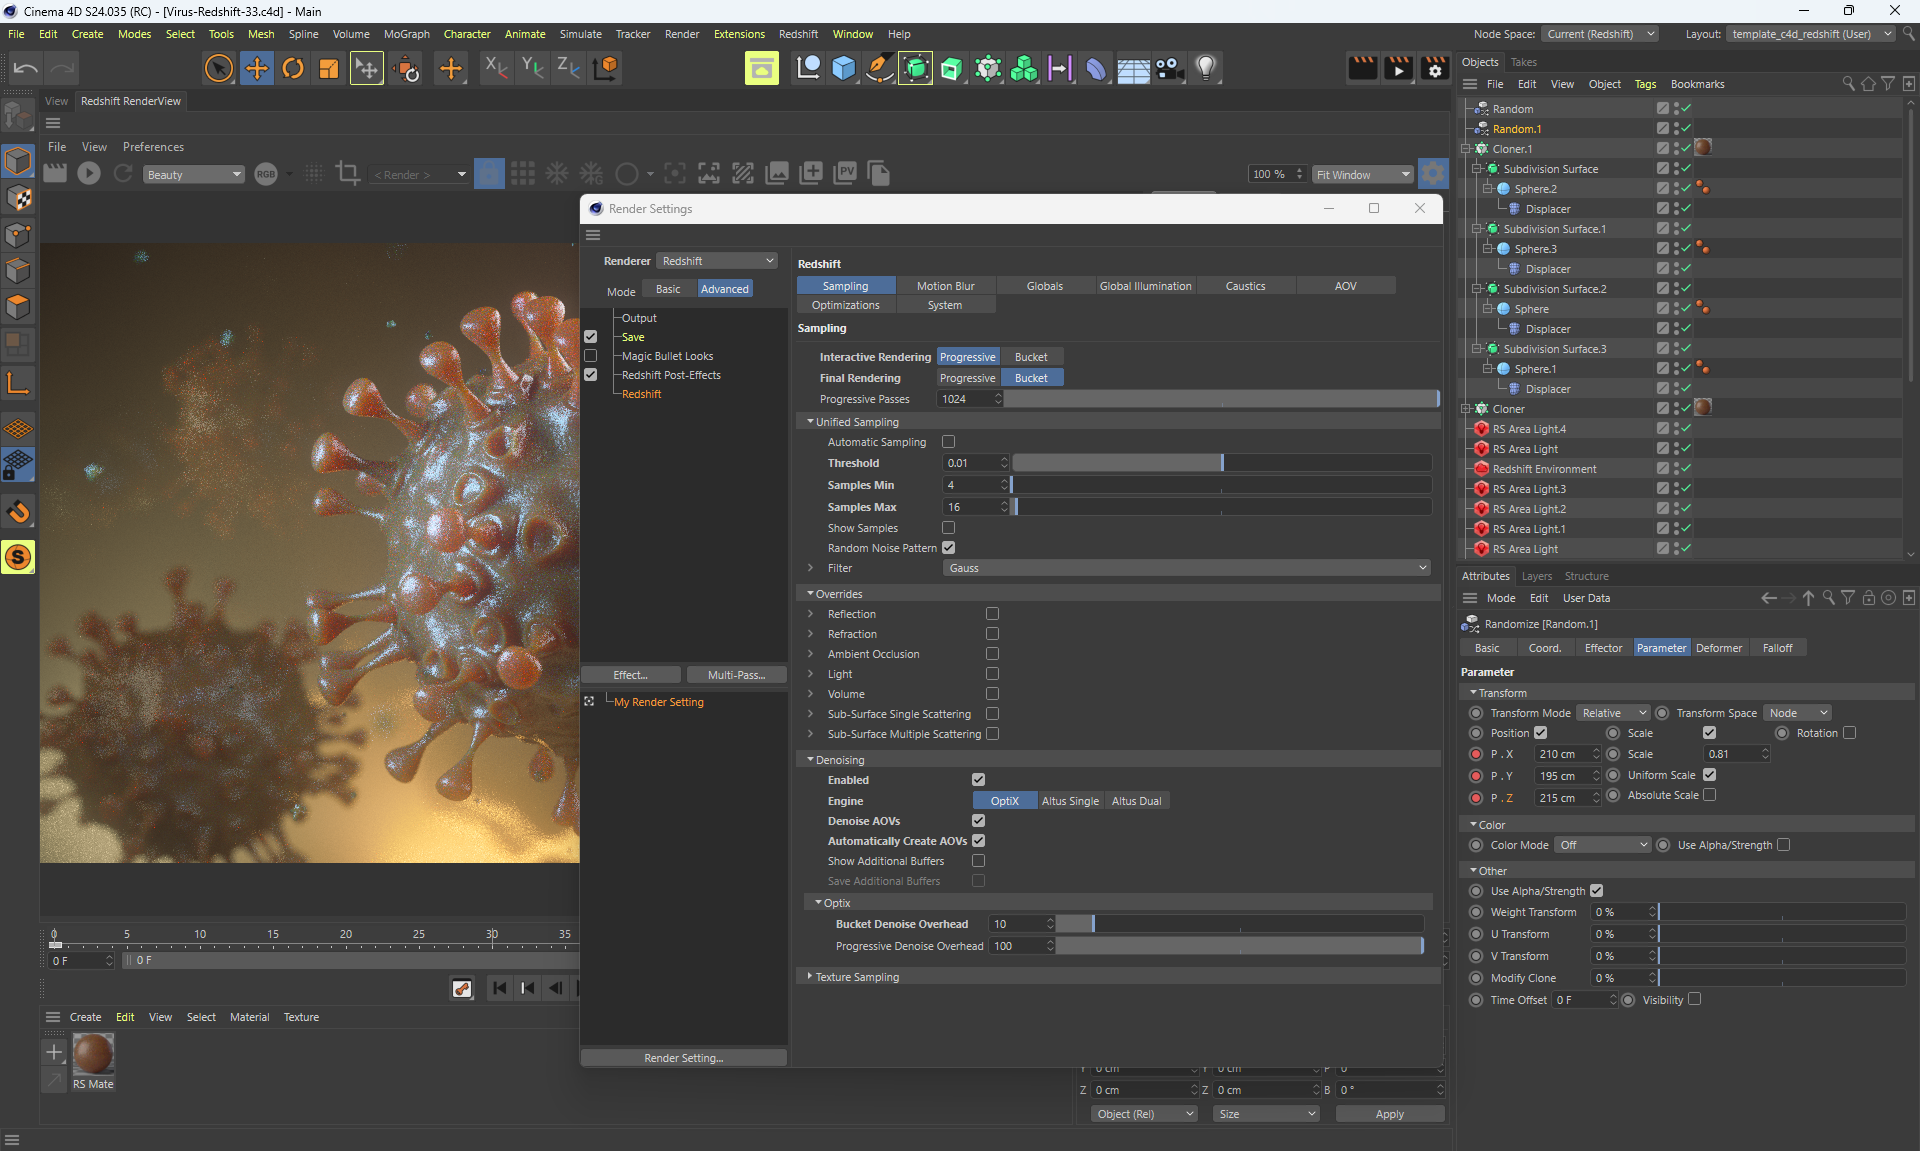 Cinema 4D S24.035 (RC) - [Virus-Redshift-33.c4d] - Main
File Edit Create Modes Select Tools Mesh Spline Volume MoGraph Character Animate Simulate Tracker Render Extensions Redshift Window Help
Node Space: Current (Redshift) Layout: template_c4d_redshift (User)
View Redshift RenderView
File View Preferences
Beauty RGB < Render > PV 100 % Fit Window
Render Settings
Renderer Redshift
Mode Basic Advanced
Output
Save
Magic Bullet Looks
Redshift Post-Effects
Redshift
Effect... Multi-Pass...
My Render Setting
Render Setting...
Redshift
Sampling Motion Blur Globals Global Illumination Caustics AOV
Optimizations System
Sampling
Interactive Rendering Progressive Bucket
Final Rendering Progressive Bucket
Progressive Passes 1024
Unified Sampling
Automatic Sampling
Threshold 0.01
Samples Min 4
Samples Max 16
Show Samples
Random Noise Pattern
Filter Gauss
Overrides
Reflection
Refraction
Ambient Occlusion
Light
Volume
Sub-Surface Single Scattering
Sub-Surface Multiple Scattering
Denoising
Enabled
Engine OptiX Altus Single Altus Dual
Denoise AOVs
Automatically Create AOVs
Show Additional Buffers
Save Additional Buffers
Optix
Bucket Denoise Overhead 10
Progressive Denoise Overhead 100
Texture Sampling
0 5 10 15 20 25 30 35
0 F 0 F
Create Edit View Select Material Texture
RS Mate
Y 0 cm Y 0 cm P 0
Z 0 cm Z 0 cm B 0 °
Object (Rel) Size Apply
Objects Takes
File Edit View Object Tags Bookmarks
Random
Random.1
Cloner.1
Subdivision Surface
Sphere.2
Displacer
Subdivision Surface.1
Sphere.3
Displacer
Subdivision Surface.2
Sphere
Displacer
Subdivision Surface.3
Sphere.1
Displacer
Cloner
RS Area Light.4
RS Area Light
Redshift Environment
RS Area Light.3
RS Area Light.2
RS Area Light.1
RS Area Light
Attributes Layers Structure
Mode Edit User Data
Randomize [Random.1]
Basic Coord. Effector Parameter Deformer Falloff
Parameter
Transform
Transform Mode Relative Transform Space Node
Position Scale Rotation
P . X 210 cm Scale 0.81
P . Y 195 cm Uniform Scale
P . Z 215 cm Absolute Scale
Color
Color Mode Off Use Alpha/Strength
Other
Use Alpha/Strength
Weight Transform 0 %
U Transform 0 %
V Transform 0 %
Modify Clone 0 %
Time Offset 0 F Visibility